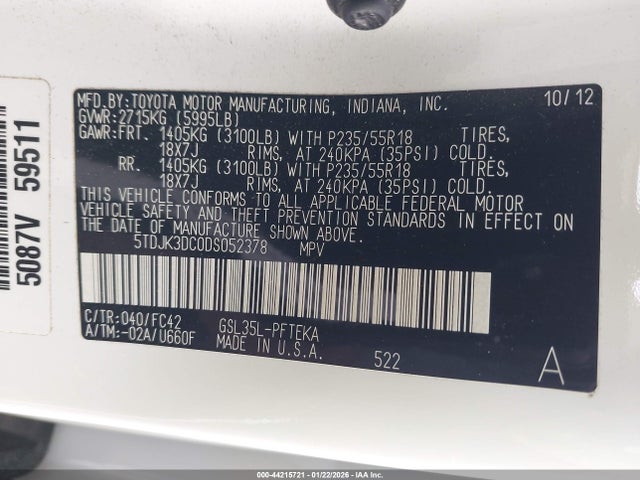 MFD.BY:TOYOTA MOTOR MANUFACTURING, INDIANA, INC. 10/12
GVWR:2715KG (5995LB)
GAWR:FRT. 1405KG (3100LB) WITH P235/55R18 TIRES,
18X7J RIMS, AT 240KPA (35PSI) COLD.
RR. 1405KG (3100LB) WITH P235/55R18 TIRES,
18X7J RIMS, AT 240KPA (35PSI) COLD.
THIS VEHICLE CONFORMS TO ALL APPLICABLE FEDERAL MOTOR
VEHICLE SAFETY AND THEFT PREVENTION STANDARDS IN EFFECT ON
THE DATE OF MANUFACTURE SHOWN ABOVE.
5TDJK3DC0DS052378 MPV
C/TR:040/FC42 GSL35L-PFTEKA
A/TM:-02A/U660F MADE IN U.S.A. 522 A
5087V 59511
000-44215721 - 01/22/2026 - COPART.COM